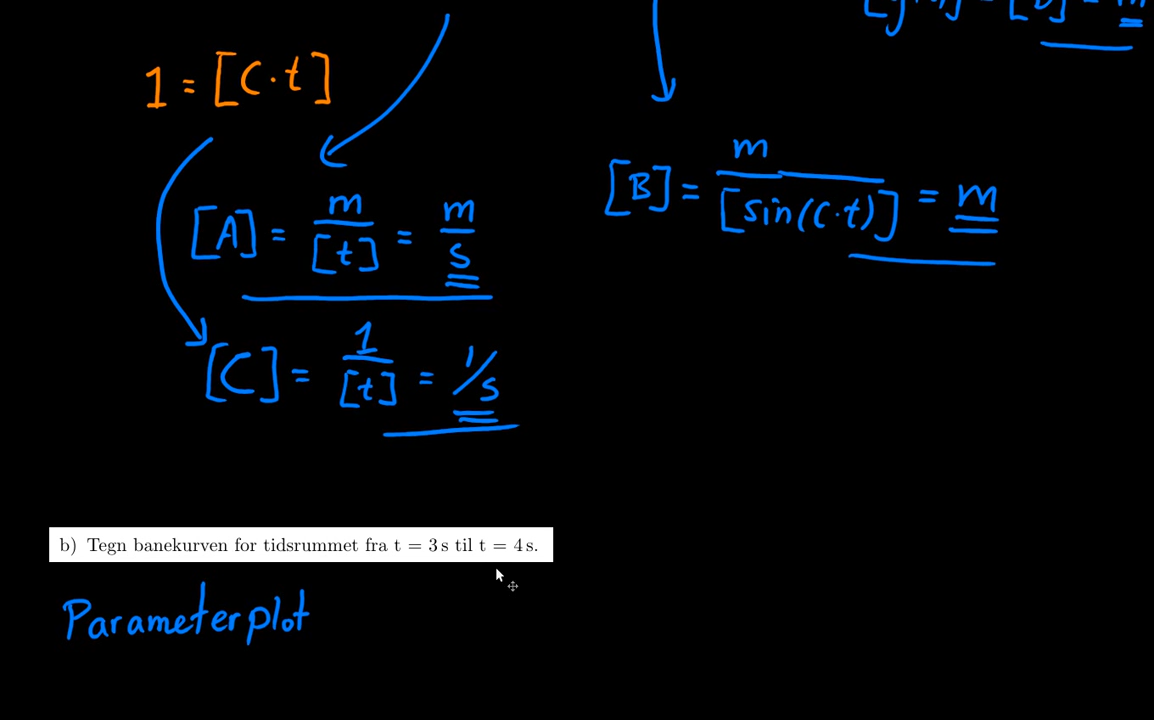 1 = [C·t]
[A] = m/[t] = m/s
[C] = 1/[t] = 1/s
[B] = m/[sin(C·t)] = m
b) Tegn banekurven for tidsrummet fra t = 3 s til t = 4 s.
Parameterplot